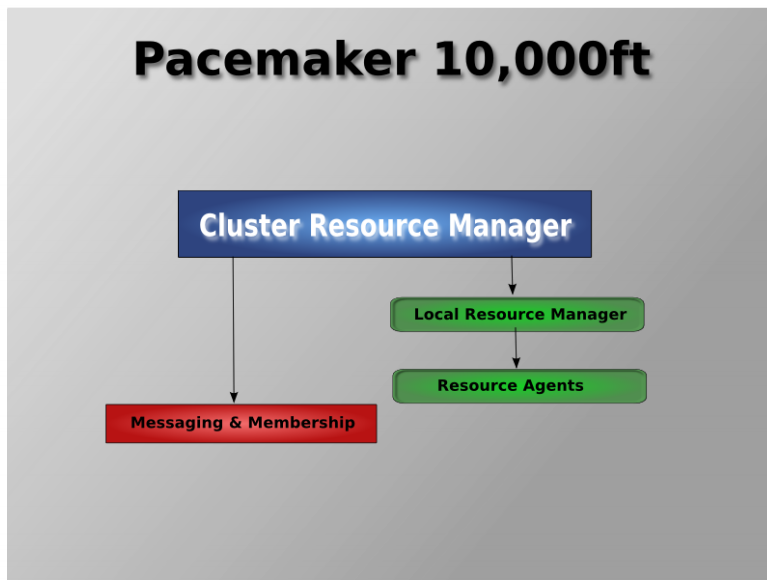 Pacemaker 10,000ft
Cluster Resource Manager
Local Resource Manager
Resource Agents
Messaging & Membership